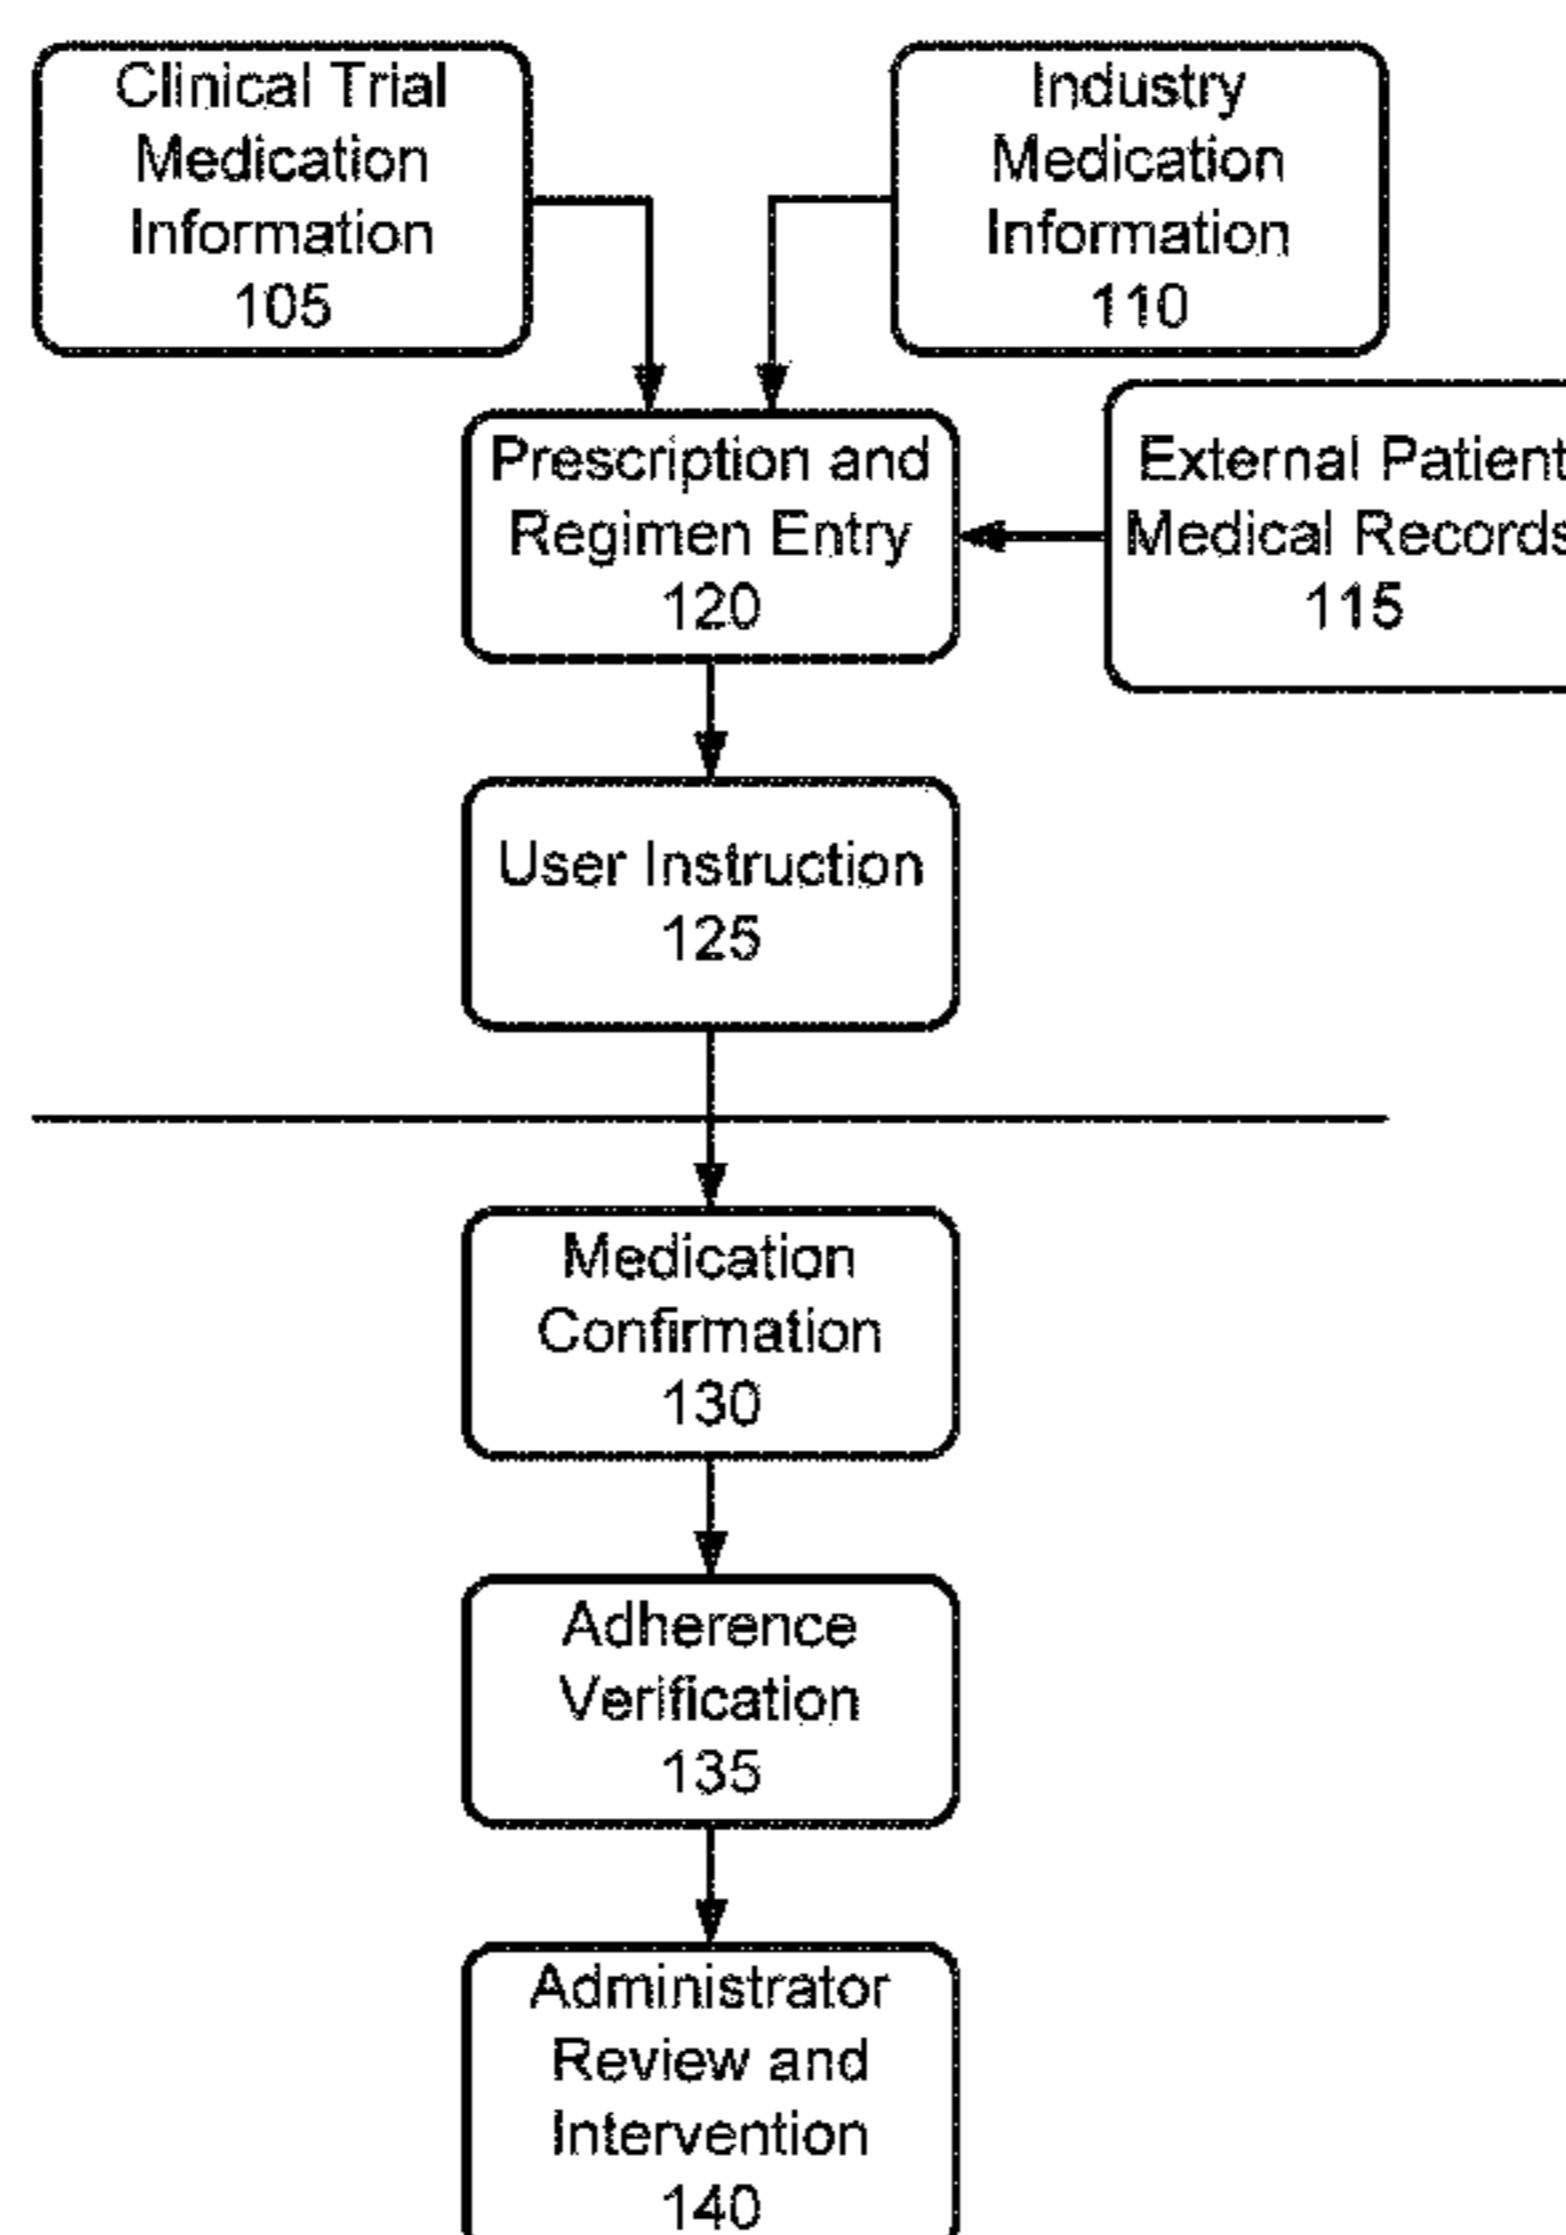 Clinical Trial
Medication
Information
105
Industry
Medication
Information
110
Prescription and
Regimen Entry
120
External Patient
Medical Records
115
User Instruction
125
Medication
Confirmation
130
Adherence
Verification
135
Administrator
Review and
Intervention
140